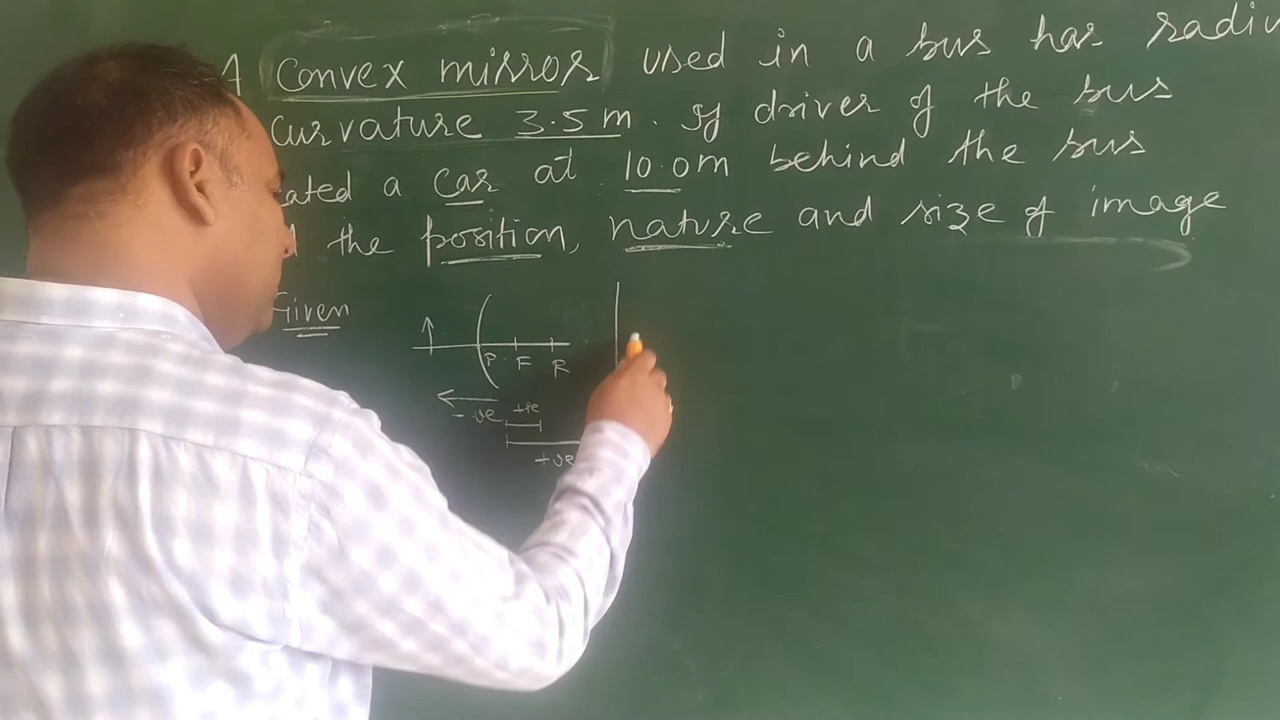 A Convex mirror used in a bus has radiu
Curvature 3.5 m. If driver of the bus
ated a car at 10.0m behind the bus
the position, nature and size of image
Given
P F R
-ve +ve
+ve